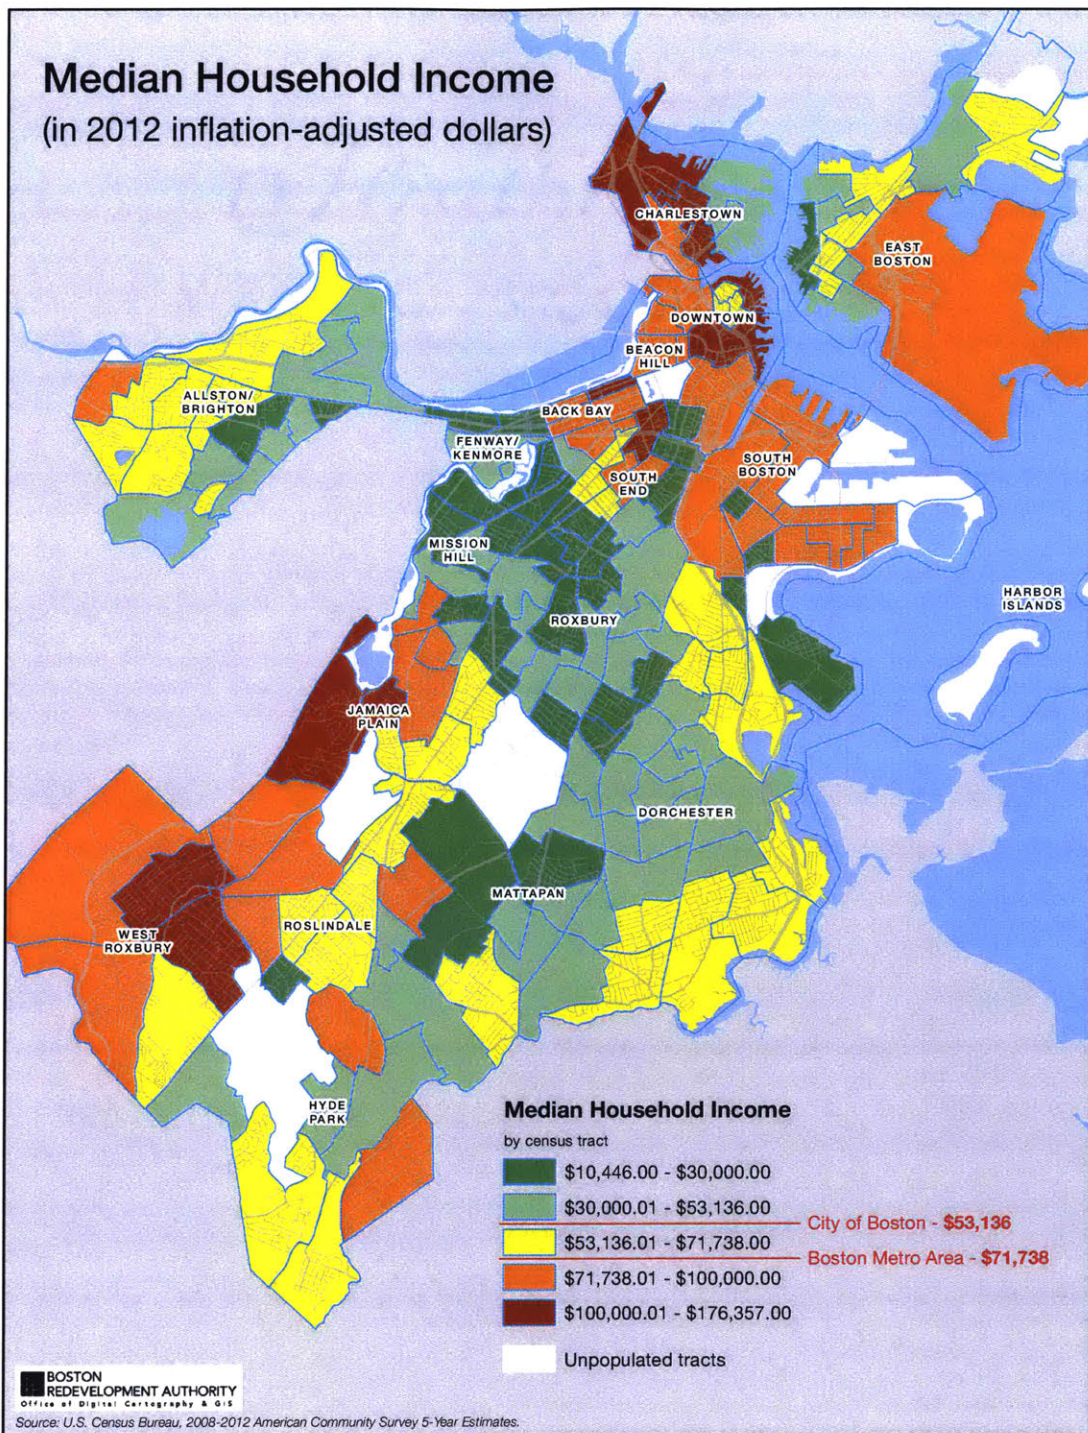 Median Household Income
(in 2012 inflation-adjusted dollars)
CHARLESTOWN
EAST
BOSTON
DOWNTOWN
BEACON
HILL
ALLSTON/
BRIGHTON
BACK BAY
FENWAY/
KENMORE
SOUTH
END
SOUTH
BOSTON
MISSION
HILL
ROXBURY
HARBOR
ISLANDS
JAMAICA
PLAIN
DORCHESTER
MATTAPAN
ROSLINDALE
WEST
ROXBURY
HYDE
PARK
Median Household Income
by census tract
$10,446.00 - $30,000.00
$30,000.01 - $53,136.00
City of Boston - $53,136
$53,136.01 - $71,738.00
Boston Metro Area - $71,738
$71,738.01 - $100,000.00
$100,000.01 - $176,357.00
Unpopulated tracts
BOSTON
REDEVELOPMENT AUTHORITY
Office of Digital Cartography & GIS
Source: U.S. Census Bureau, 2008-2012 American Community Survey 5-Year Estimates.